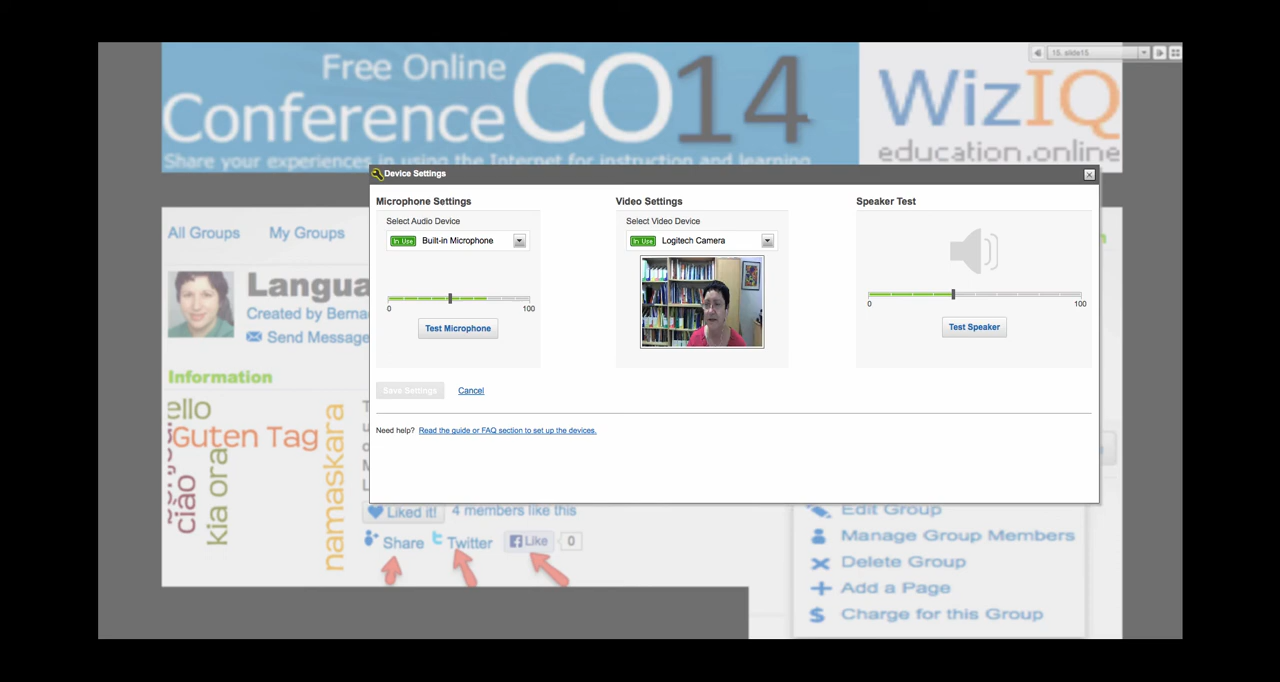 Free Online
Conference CO14
Share your experiences in using the Internet for instruction and learning
WizIQ
education.online
15. slide15
Device Settings
Microphone Settings
Select Audio Device
In Use Built-in Microphone
0 100
Test Microphone
Video Settings
Select Video Device
In Use Logitech Camera
Speaker Test
0 100
Test Speaker
Save Settings Cancel
Need help? Read the guide or FAQ section to set up the devices.
All Groups My Groups
Langua
Created by Berna
Send Message
Information
ello
Guten Tag
ciáo
kia ora
namaskara
Liked it! 4 members like this
Share Twitter Like 0
Edit Group
Manage Group Members
Delete Group
Add a Page
Charge for this Group